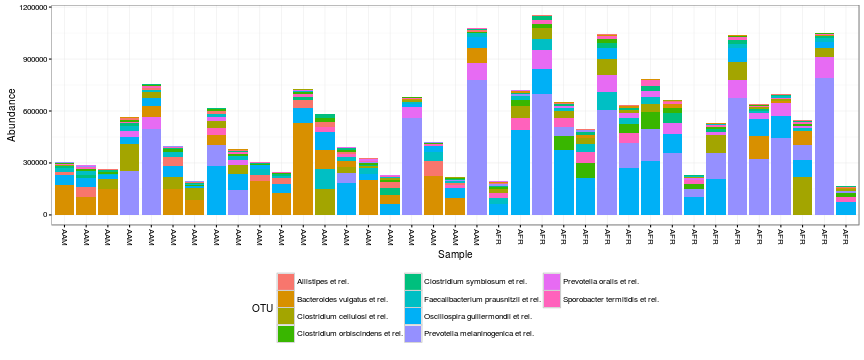 1200000
900000
600000
300000
0
Abundance
AAM AAM AAM AAM AAM AAM AAM AAM AAM AAM AAM AAM AAM AAM AAM AAM AAM AAM AAM AAM AFR AFR AFR AFR AFR AFR AFR AFR AFR AFR AFR AFR AFR AFR AFR AFR AFR
Sample
OTU
Alistipes et rel.
Bacteroides vulgatus et rel.
Clostridium cellulosi et rel.
Clostridium orbiscindens et rel.
Clostridium symbiosum et rel.
Faecalibacterium prausnitzii et rel.
Oscillospira guillermondii et rel.
Prevotella melaninogenica et rel.
Prevotella oralis et rel.
Sporobacter termitidis et rel.